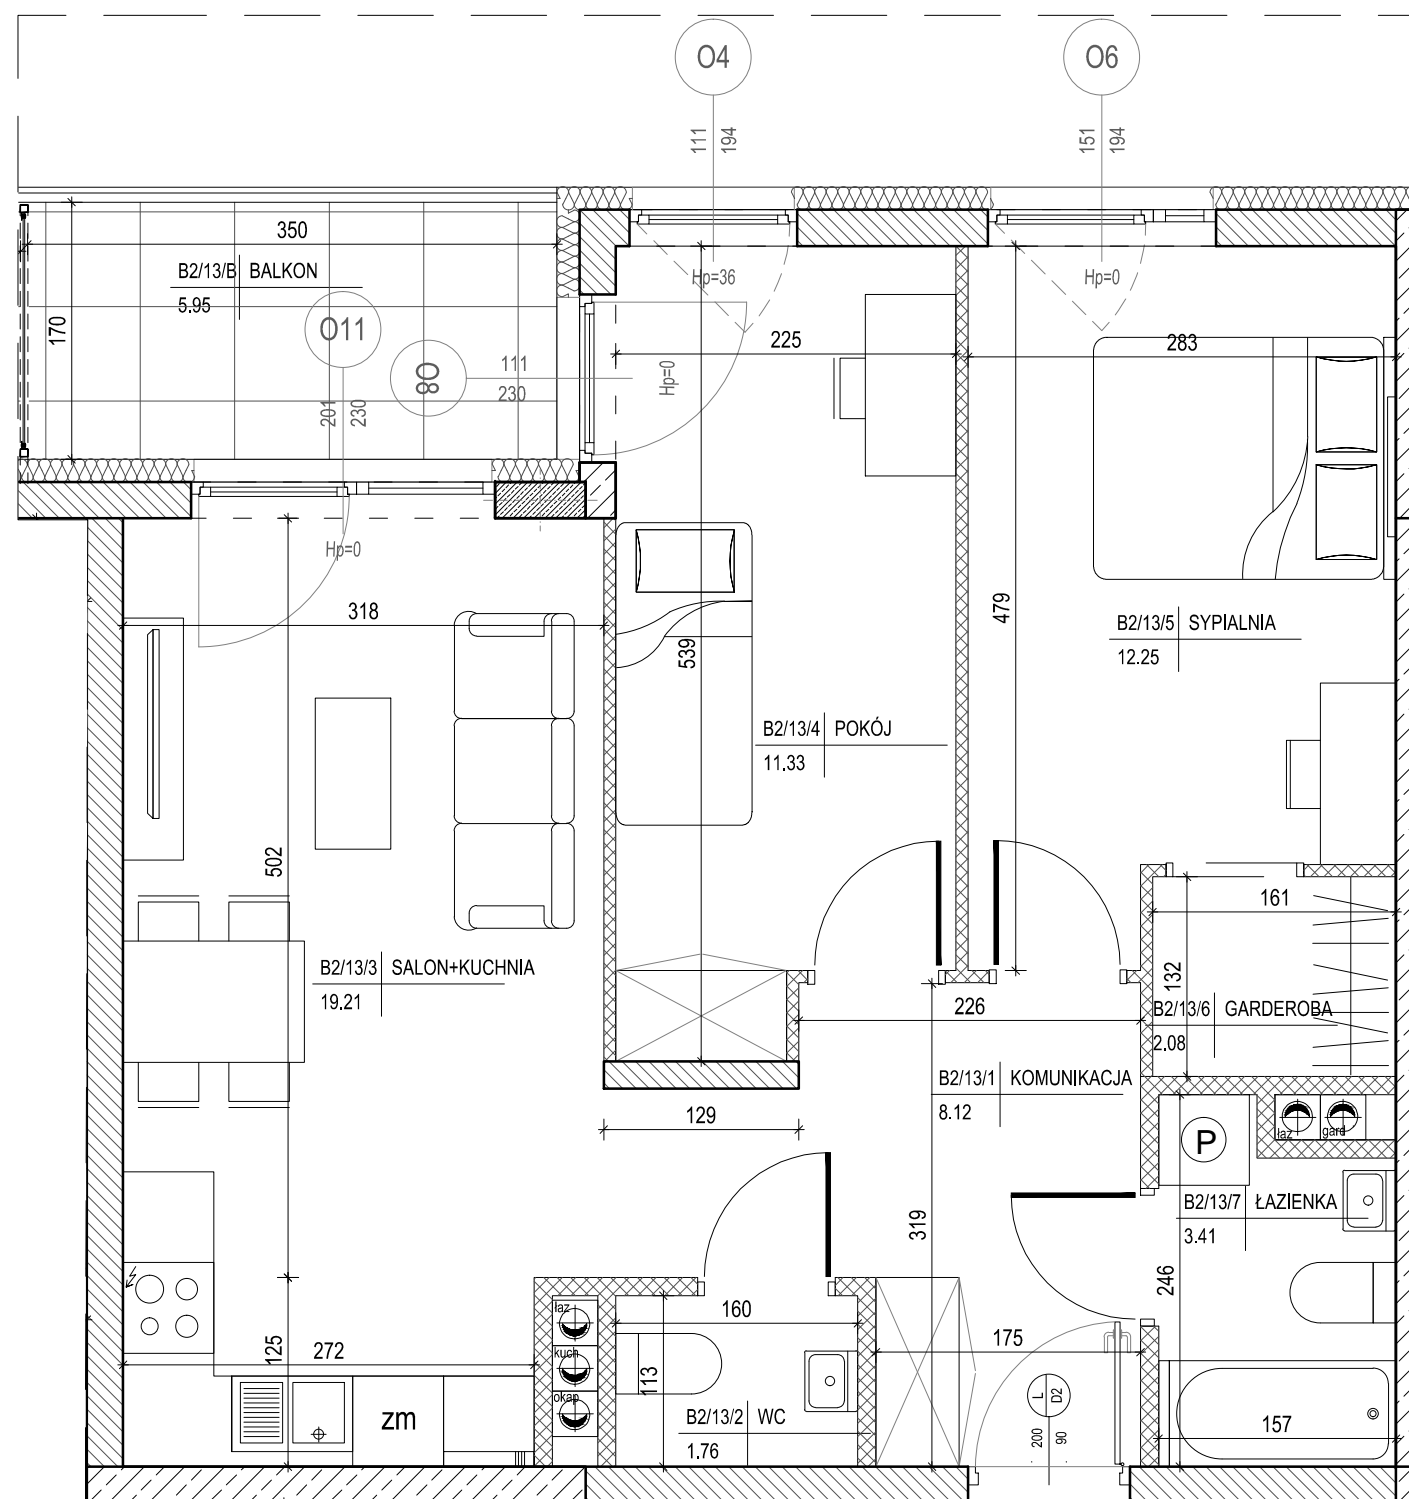 O4
O6
111
194
151
194
350
B2/13/B BALKON
5.95
170
O11
O8
111
230
201
230
Hp=36
Hp=0
Hp=0
Hp=0
225
283
318
539
479
B2/13/5 SYPIALNIA
12.25
B2/13/4 POKÓJ
11.33
502
161
132
B2/13/3 SALON+KUCHNIA
19.21
226
B2/13/6 GARDEROBA
2.08
B2/13/1 KOMUNIKACJA
8.12
129
P
łaz
gard
B2/13/7 ŁAZIENKA
3.41
319
246
łaz
kuch
okap
160
175
125
272
113
zm
B2/13/2 WC
1.76
L
D2
200
90
157